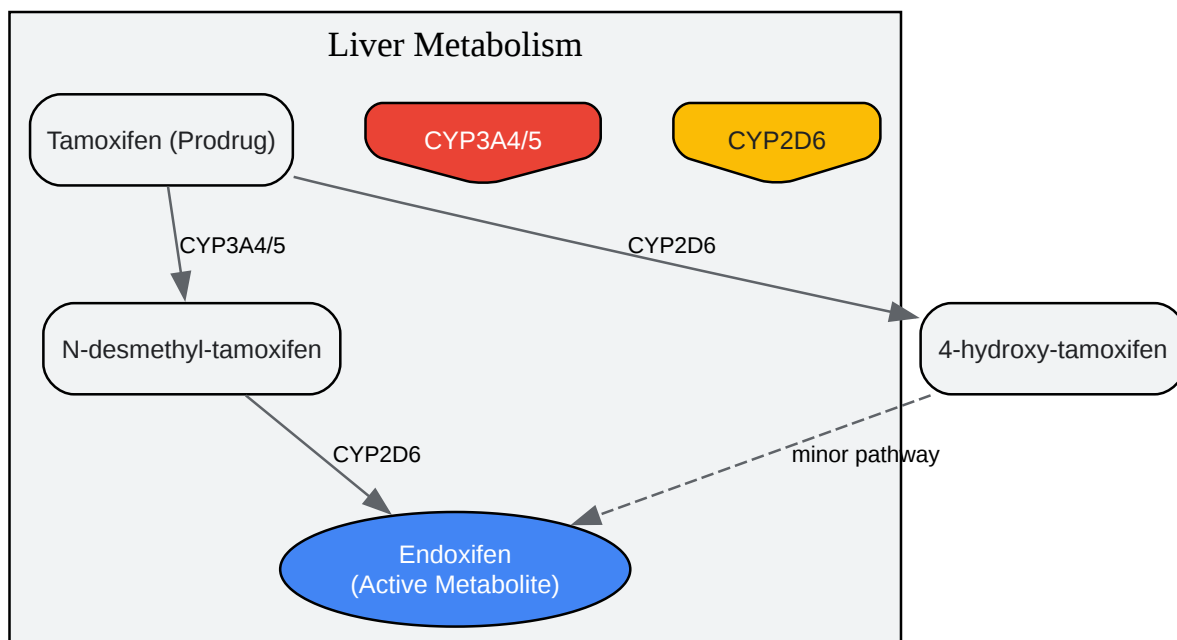 Liver Metabolism
Tamoxifen (Prodrug)
CYP3A4/5
CYP2D6
CYP3A4/5
CYP2D6
N-desmethyl-tamoxifen
4-hydroxy-tamoxifen
CYP2D6
minor pathway
Endoxifen
(Active Metabolite)